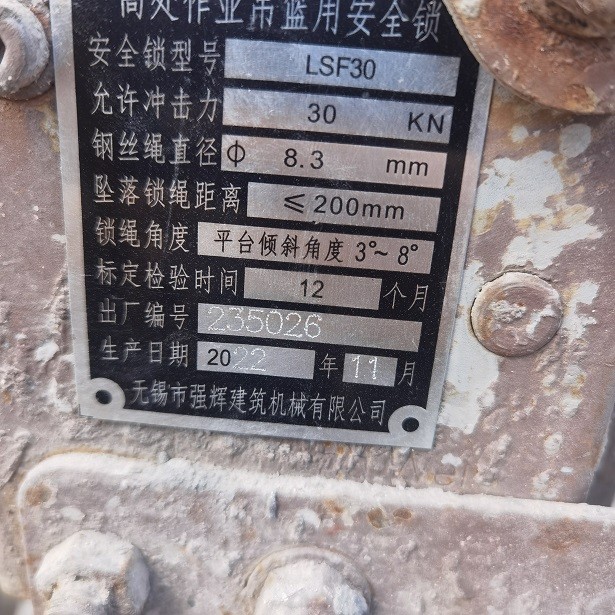 高处作业吊篮用安全锁
安全锁型号 LSF30
允许冲击力 30 KN
钢丝绳直径 Φ 8.3 mm
坠落锁绳距离 ≤200mm
锁绳角度 平台倾斜角度 3°~8°
标定检验时间 12 个月
出厂编号 235026
生产日期 2022 年 11 月
无锡市强辉建筑机械有限公司